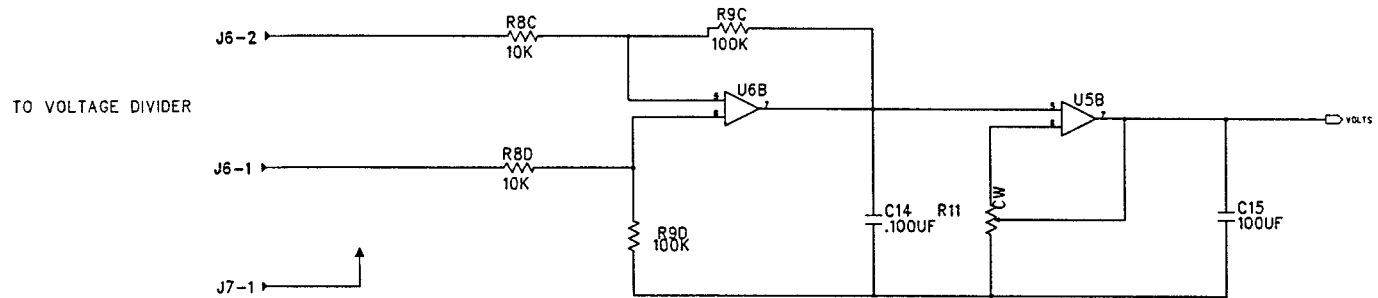 J6-2
R8C
10K
R9C
100K
TO VOLTAGE DIVIDER
5
6
U6B
7
5
6
U5B
7
VOLTS
J6-1
R8D
10K
R9D
100K
C14
.100UF
R11
CW
C15
100UF
J7-1